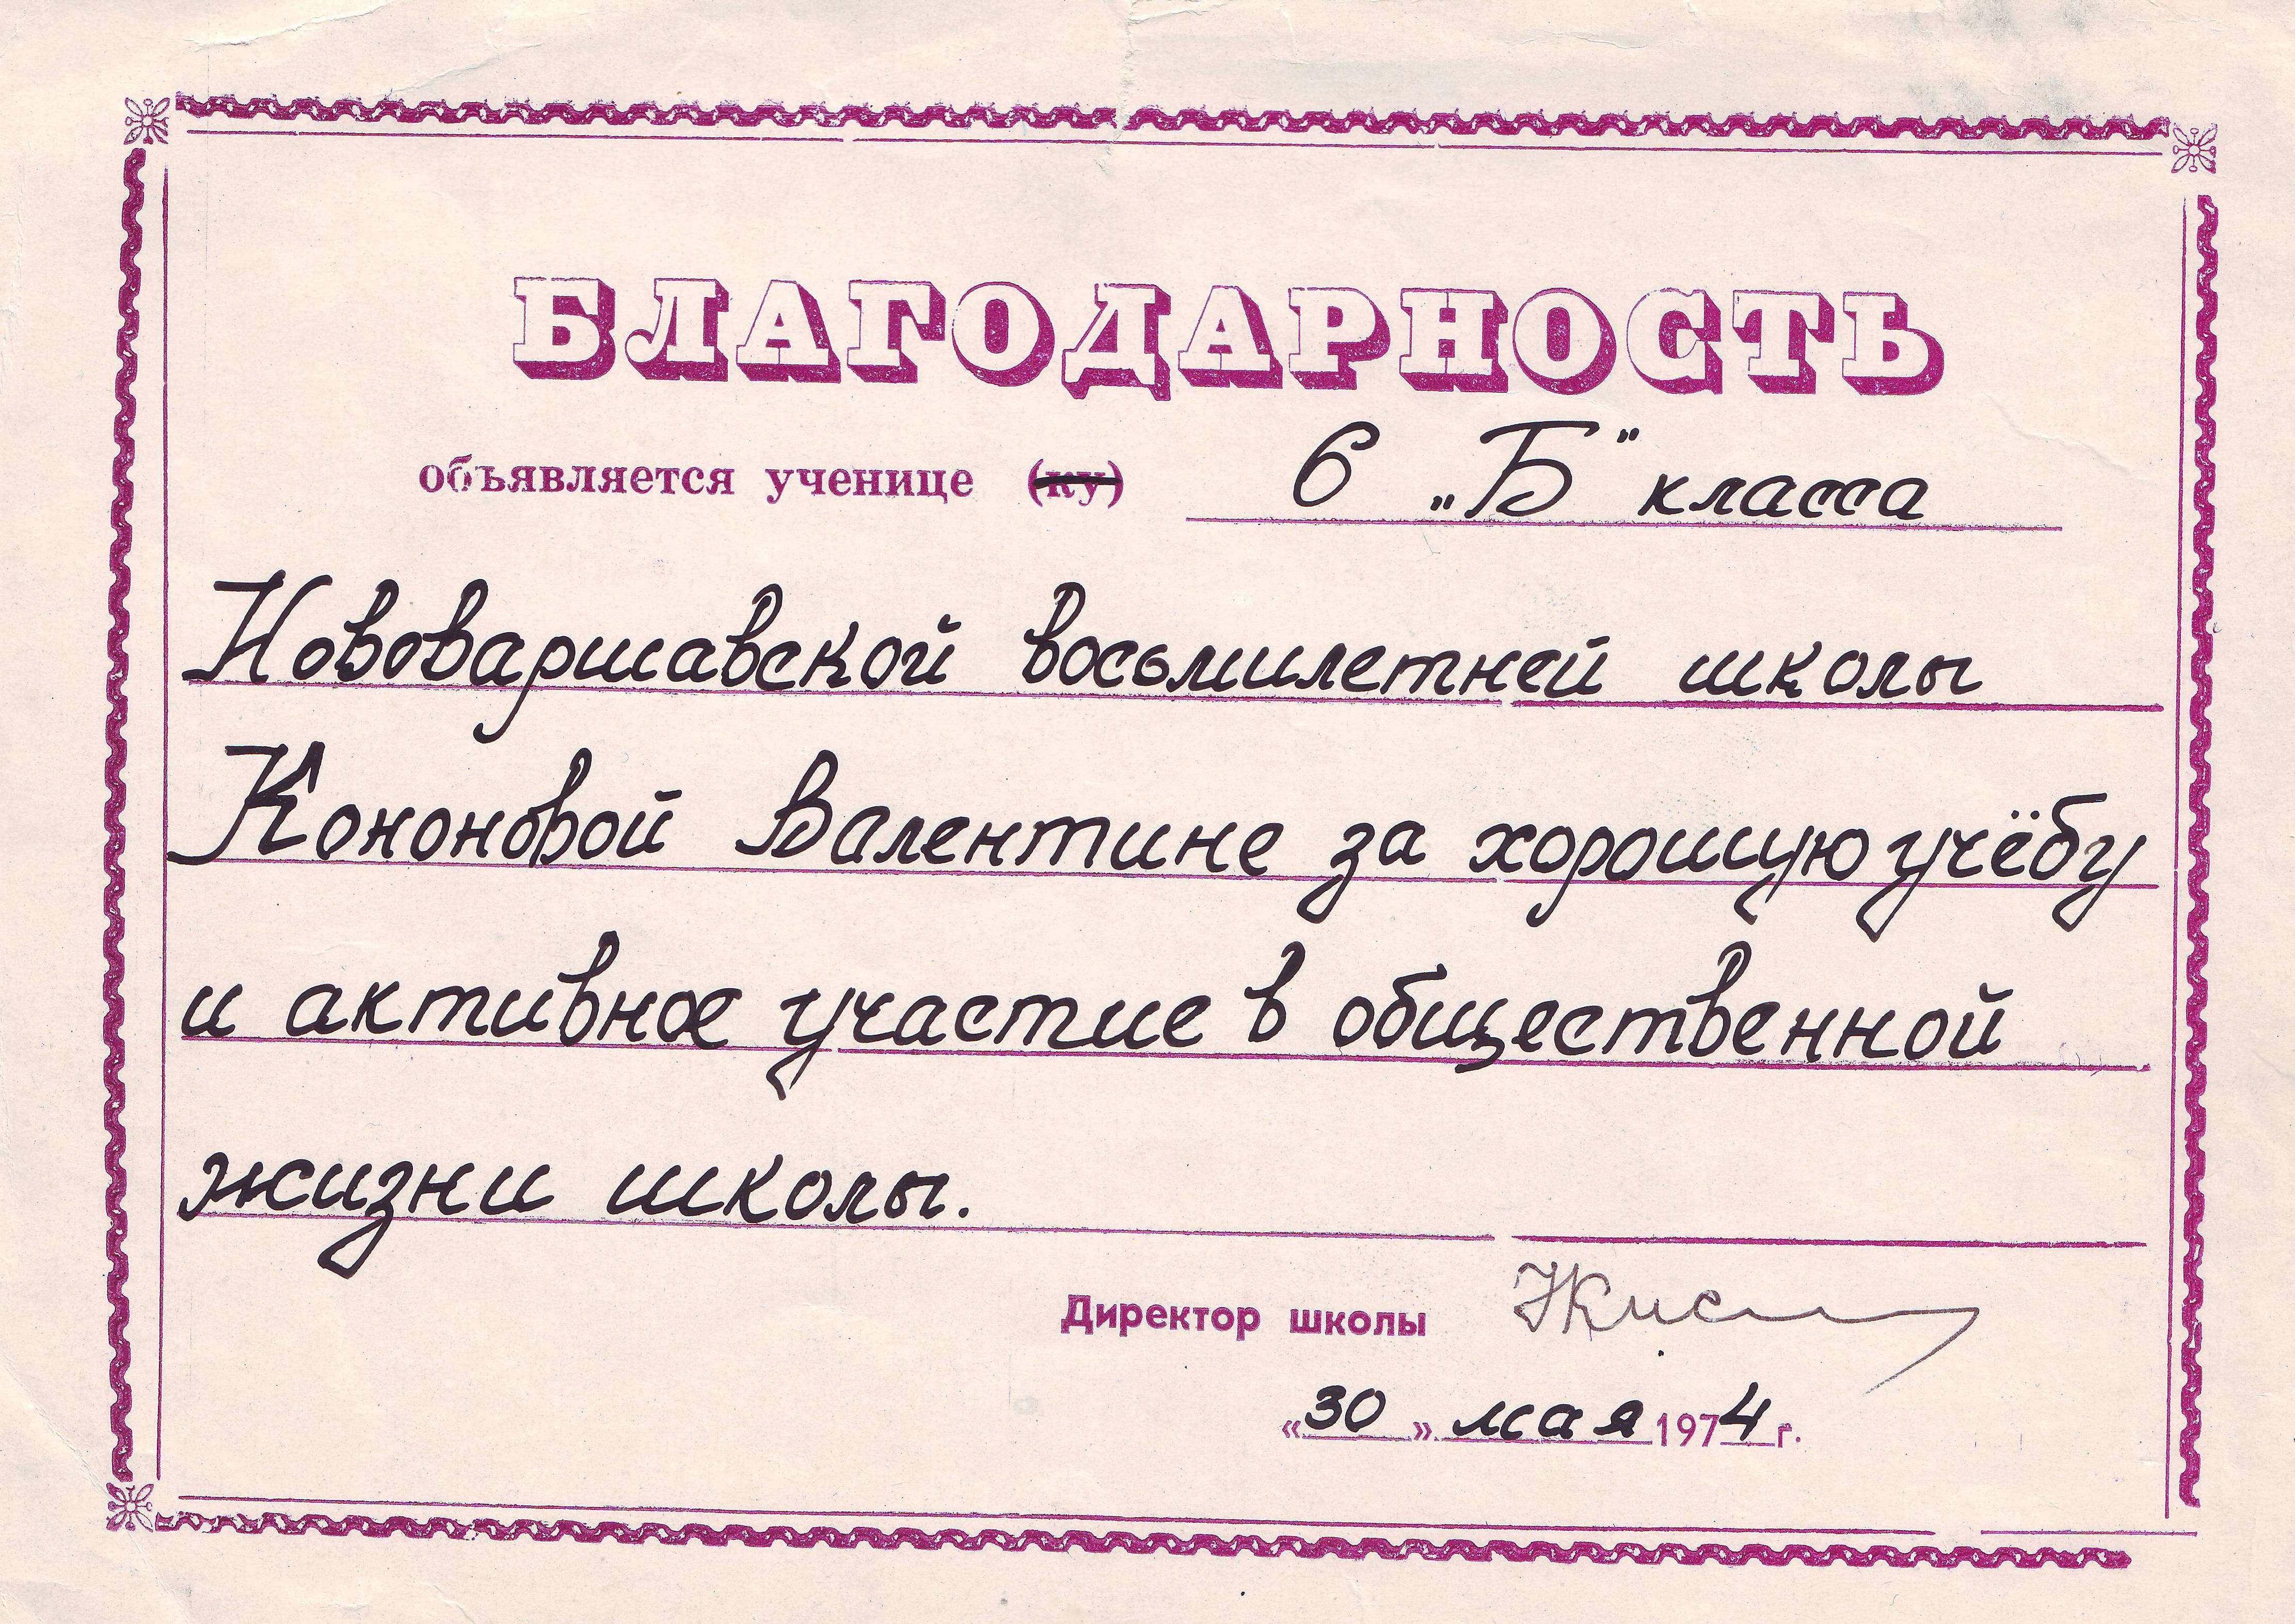 БЛАГОДАРНОСТЬ
объявляется ученице (ку) 6 „Б" класса
Нововаршавской восьмилетней школы
Кононовой Валентине за хорошую учёбу
и активное участие в общественной
жизни школы.
Директор школы
«30» мая 1974 г.